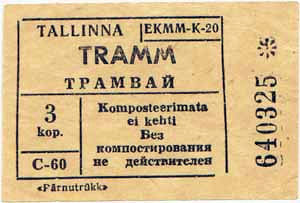 TALLINNA EKMM-K-20
TRAMM
ТРАМВАЙ
3
kop.
C-60
Komposteerimata
ei kehti
Без
компостирования
не действителен
640325
«Pärnutrükk»